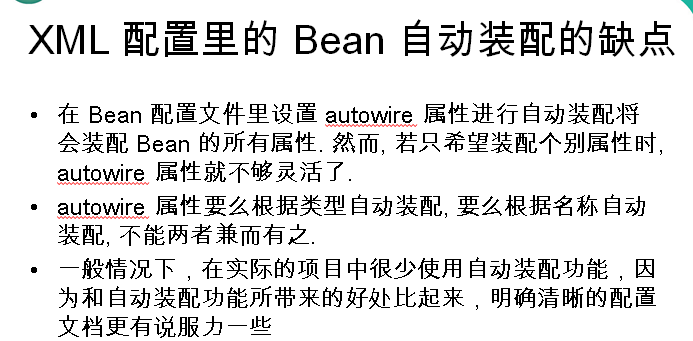 XML 配置里的 Bean 自动装配的缺点
• 在 Bean 配置文件里设置 autowire 属性进行自动装配将
会装配 Bean 的所有属性. 然而, 若只希望装配个别属性时,
autowire 属性就不够灵活了.
• autowire 属性要么根据类型自动装配, 要么根据名称自动
装配, 不能两者兼而有之.
• 一般情况下，在实际的项目中很少使用自动装配功能，因
为和自动装配功能所带来的好处比起来，明确清晰的配置
文档更有说服力一些